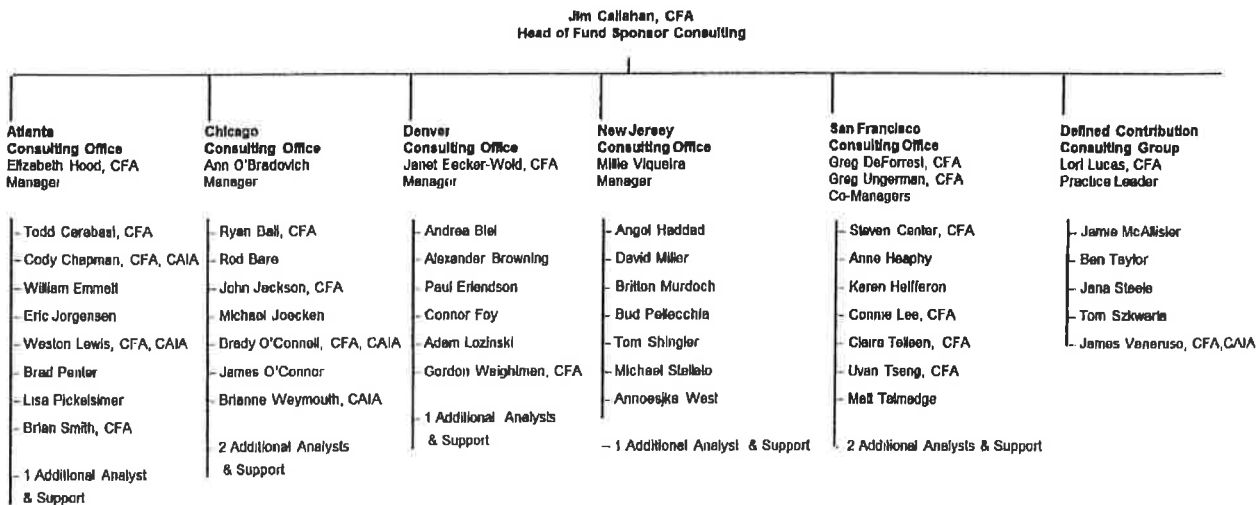 Jim Callahan, CFA
Head of Fund Sponsor Consulting
Atlanta
Consulting Office
Elizabeth Hood, CFA
Manager
Todd Carabasi, CFA
Cody Chapman, CFA, CAIA
William Emmett
Eric Jorgensen
Weston Lewis, CFA, CAIA
Brad Penter
Lisa Pickelsimer
Brian Smith, CFA
1 Additional Analyst
& Support
Chicago
Consulting Office
Ann O'Bradovich
Manager
Ryan Ball, CFA
Rod Bare
John Jackson, CFA
Michael Joecken
Brady O'Connell, CFA, CAIA
James O'Connor
Brianne Weymouth, CAIA
2 Additional Analysts
& Support
Denver
Consulting Office
Janet Becker-Wold, CFA
Manager
Andrea Biel
Alexander Browning
Paul Erlendson
Connor Foy
Adam Lozinski
Gordon Weightman, CFA
1 Additional Analysts
& Support
New Jersey
Consulting Office
Millie Viqueira
Manager
Angel Haddad
David Miller
Britton Murdoch
Bud Pellecchia
Tom Shingler
Michael Stellato
Annoesjka West
1 Additional Analyst & Support
San Francisco
Consulting Office
Greg DeForrest, CFA
Greg Ungerman, CFA
Co-Managers
Steven Center, CFA
Anne Heaphy
Karen Heifferon
Connie Lee, CFA
Claire Telleen, CFA
Uvan Tseng, CFA
Matt Talmadge
2 Additional Analysts & Support
Defined Contribution
Consulting Group
Lori Lucas, CFA
Practice Leader
Jamie McAllister
Ben Taylor
Jana Steele
Tom Szkwarla
James Veneruso, CFA,CAIA